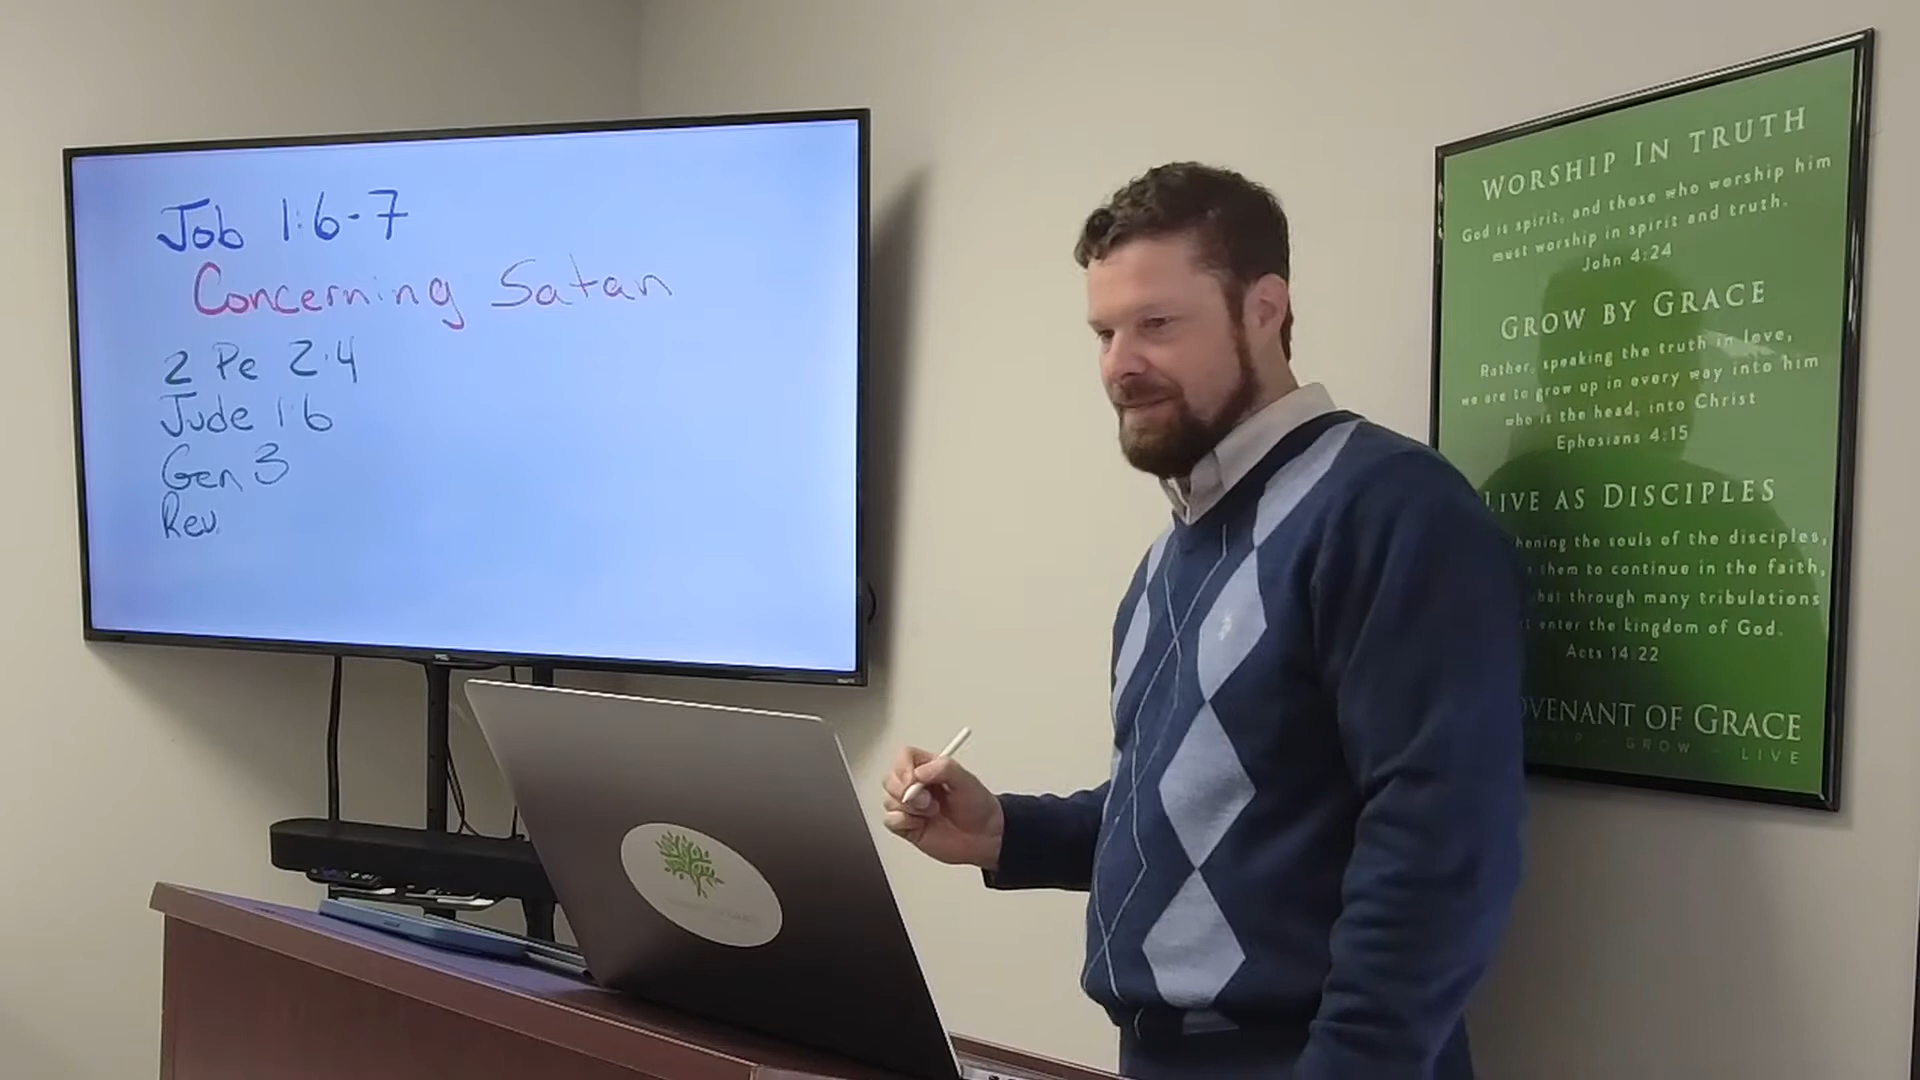 Job 1:6-7
Concerning Satan
2 Pe 2:4
Jude 1:6
Gen 3
Rev
WORSHIP IN TRUTH
God is spirit, and those who worship him
must worship in spirit and truth.
John 4:24
GROW BY GRACE
Rather, speaking the truth in love,
we are to grow up in every way into him
who is the head, into Christ
Ephesians 4:15
LIVE AS DISCIPLES
the souls of the disciples,
them to continue in the faith,
through many tribulations
enter the kingdom of God.
Acts 14:22
OVENANT OF GRACE
GROW - LIVE